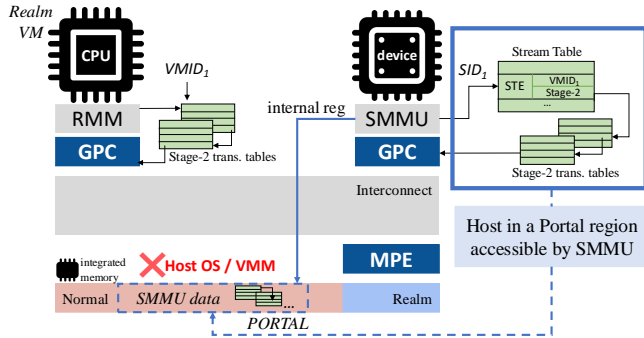 Realm
VM
CPU
VMID1
RMM
GPC
Stage-2 trans. tables
device
internal reg
SMMU
GPC
SID1
Stream Table
STE
VMID1
Stage-2
...
Stage-2 trans. tables
Interconnect
Host in a Portal region
accessible by SMMU
integrated
memory
Host OS / VMM
MPE
Normal
SMMU data
...
Realm
PORTAL